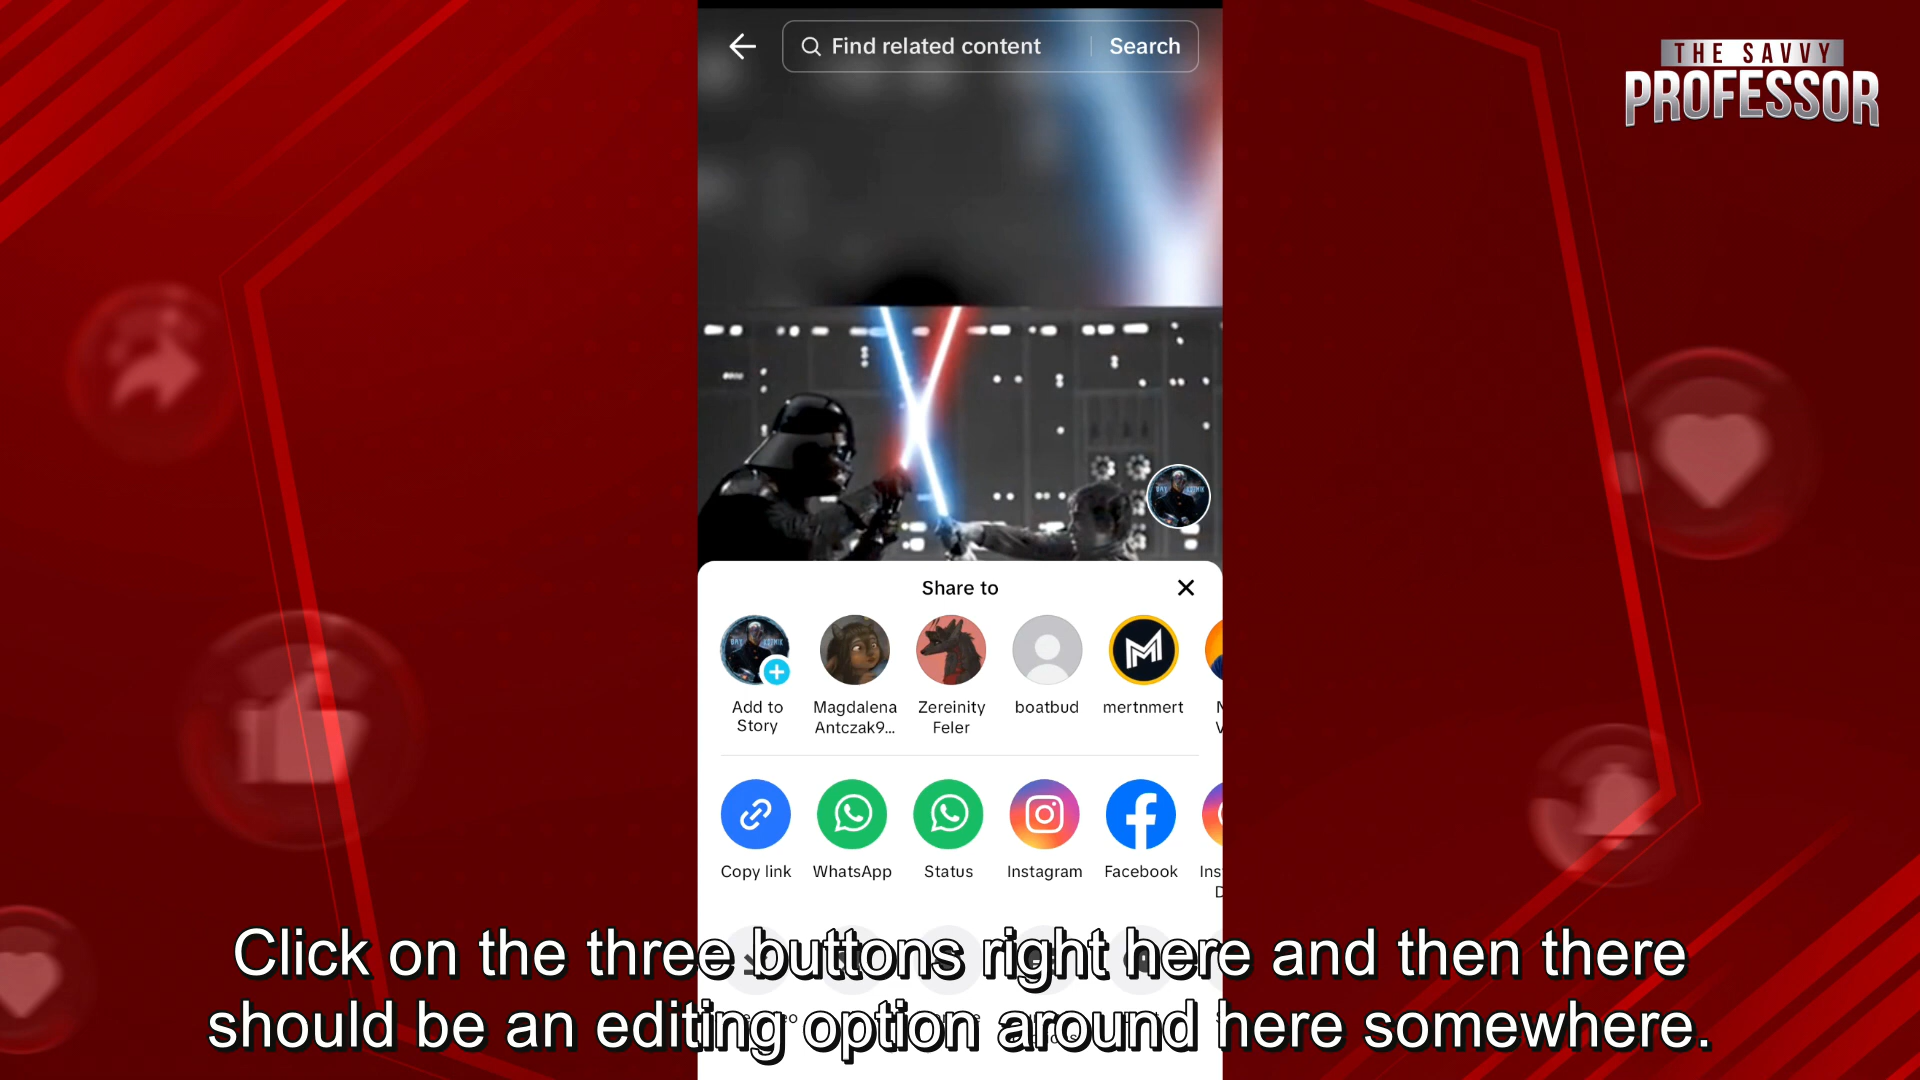 Find related content
Search
THE SAVVY
PROFESSOR
Share to
Add to
Story
Magdalena
Antczak9...
Zereinity
Feler
boatbud
mertnmert
Copy link
WhatsApp
Status
Instagram
Facebook
Ins
D
Click on the three buttons right here and then there
should be an editing option around here somewhere.